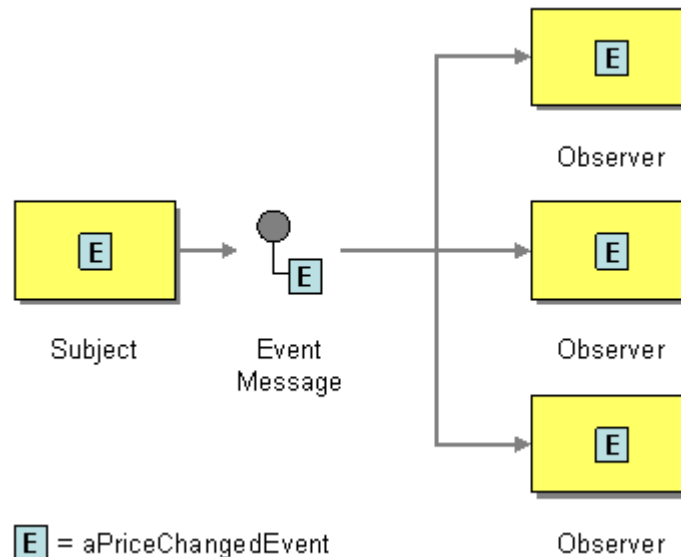 E
Observer
E
Subject
E
Event
Message
E
Observer
E
Observer
E = aPriceChangedEvent